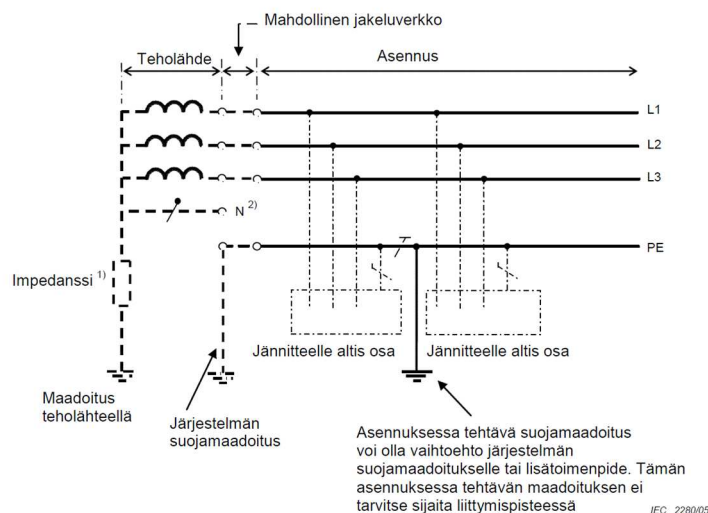 Mahdollinen jakeluverkko
Teholähde
Asennus
L1
L2
L3
N 2)
PE
Impedanssi 1)
Jännitteelle altis osa
Jännitteelle altis osa
Maadoitus
teholähteellä
Järjestelmän
suojamaadoitus
Asennuksessa tehtävä suojamaadoitus
voi olla vaihtoehto järjestelmän
suojamaadoitukselle tai lisätoimenpide. Tämän
asennuksessa tehtävän maadoituksen ei
tarvitse sijaita liittymispisteessä
IEC 2280/05